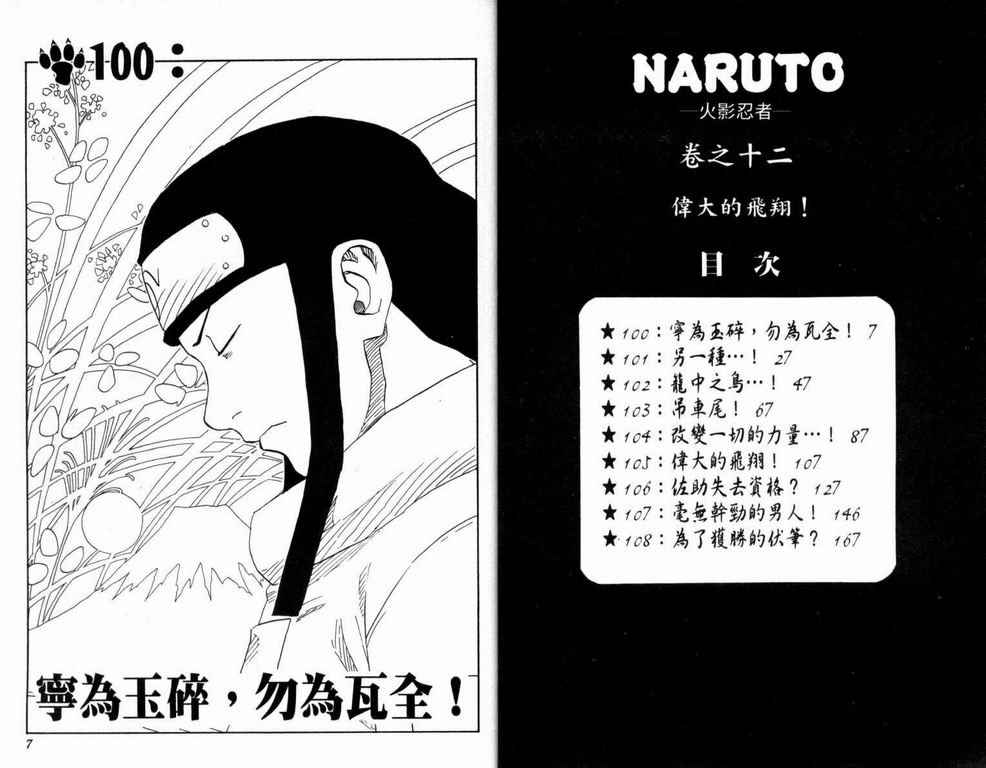 100：
寧為玉碎，勿為瓦全！
7
NARUTO
—火影忍者—
卷之十二
偉大的飛翔！
目次
★100：寧為玉碎，勿為瓦全！ 7
★101：另一種…！ 27
★102：籠中之鳥…！ 47
★103：吊車尾！ 67
★104：改變一切的力量…！ 87
★105：偉大的飛翔！ 107
★106：佐助失去資格？ 127
★107：毫無幹勁的男人！ 146
★108：為了獲勝的伏筆？ 167